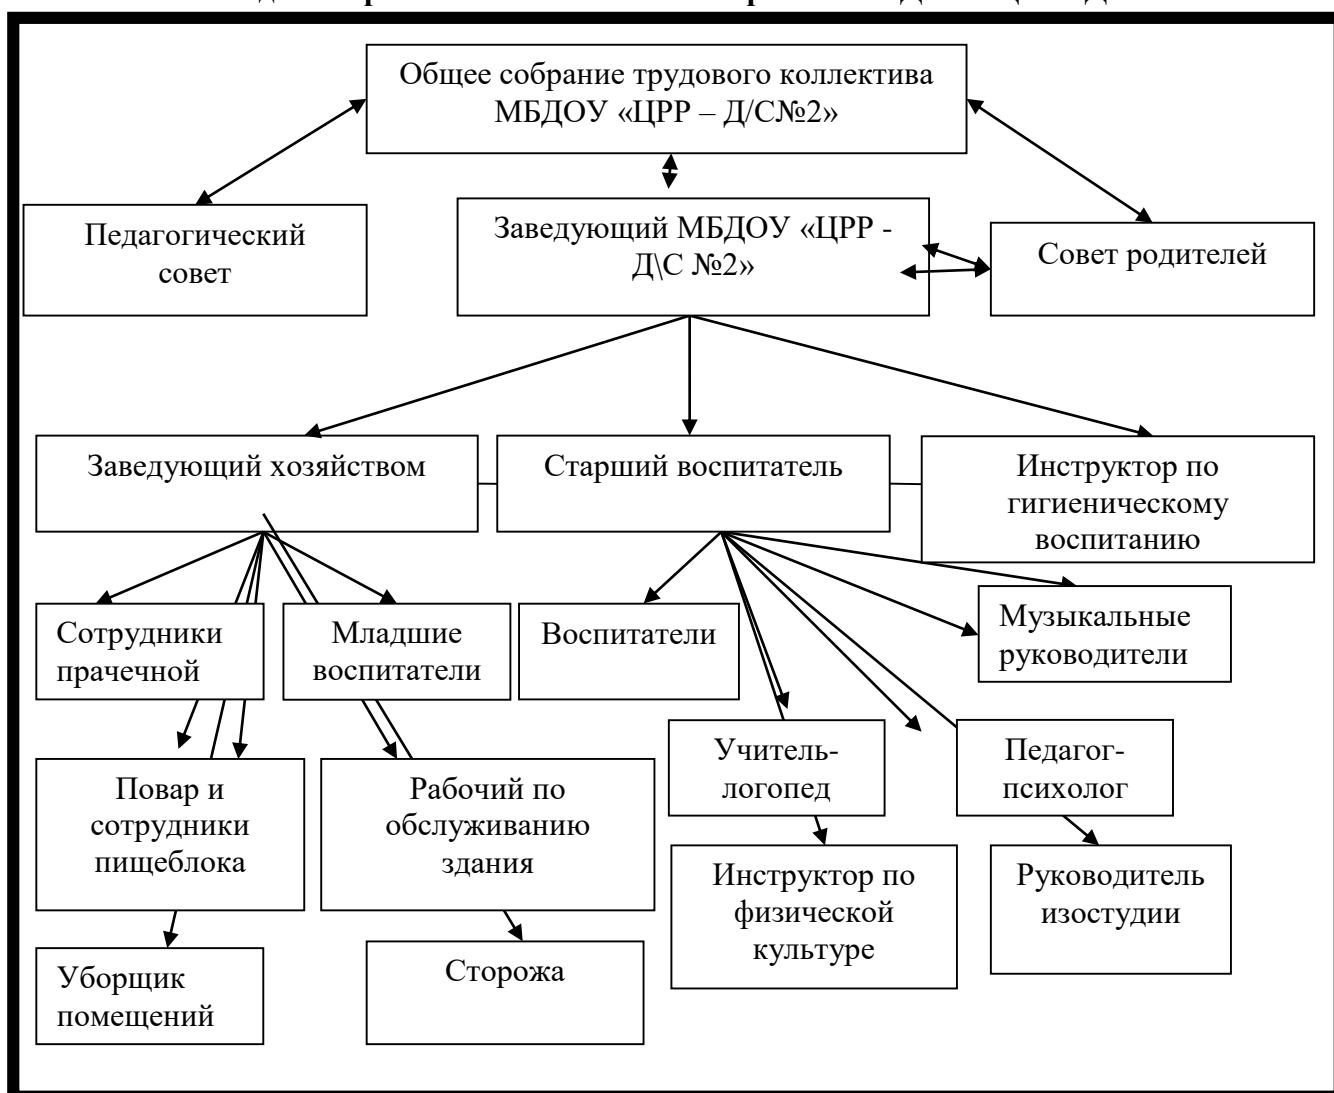 Общее собрание трудового коллектива
МБДОУ «ЦРР – Д/С№2»
Педагогический
совет
Заведующий МБДОУ «ЦРР -
Д\С №2»
Совет родителей
Заведующий хозяйством
Старший воспитатель
Инструктор по
гигиеническому
воспитанию
Сотрудники
прачечной
Младшие
воспитатели
Воспитатели
Музыкальные
руководители
Учитель-
логопед
Педагог-
психолог
Повар и
сотрудники
пищеблока
Рабочий по
обслуживанию
здания
Инструктор по
физической
культуре
Руководитель
изостудии
Уборщик
помещений
Сторожа